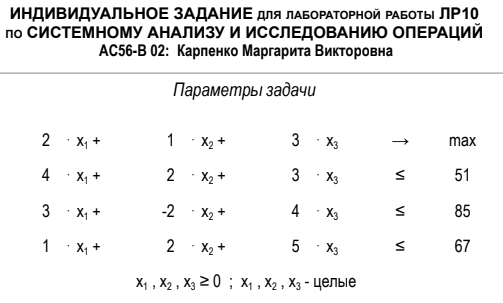 ИНДИВИДУАЛЬНОЕ ЗАДАНИЕ ДЛЯ ЛАБОРАТОРНОЙ РАБОТЫ ЛР10
ПО СИСТЕМНОМУ АНАЛИЗУ И ИССЛЕДОВАНИЮ ОПЕРАЦИЙ
АС56-В 02: Карпенко Маргарита Викторовна
Параметры задачи
2 · x₁ + 1 · x₂ + 3 · x₃ → max
4 · x₁ + 2 · x₂ + 3 · x₃ ≤ 51
3 · x₁ + -2 · x₂ + 4 · x₃ ≤ 85
1 · x₁ + 2 · x₂ + 5 · x₃ ≤ 67
x₁ , x₂ , x₃ ≥ 0 ; x₁ , x₂ , x₃ - целые